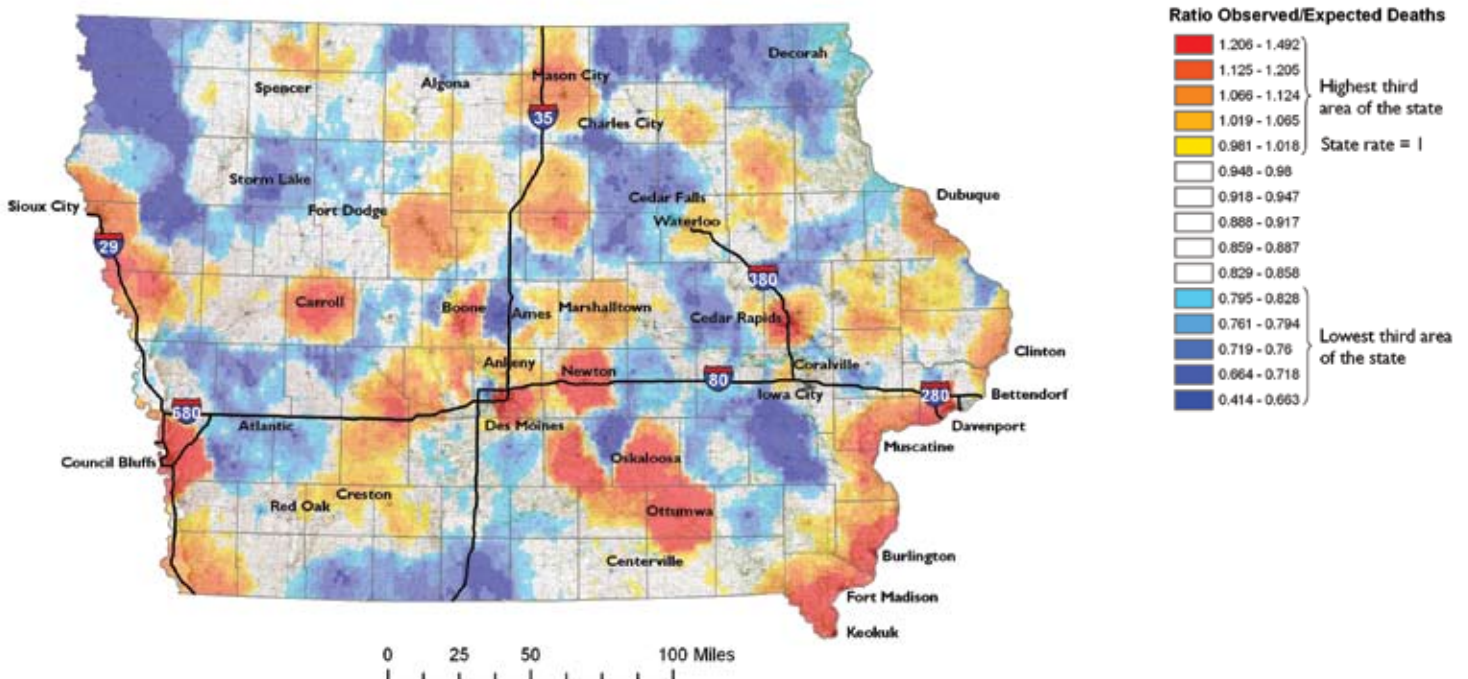 Decorah
Mason City
Algona
Spencer
35
Charles City
Storm Lake
Sioux City
Fort Dodge
Cedar Falls
Dubuque
Waterloo
29
380
Carroll
Boone
Ames
Marshalltown
Cedar Rapids
Clinton
Ankeny
Newton
Coralville
80
Iowa City
280
Bettendorf
680
Atlantic
Des Moines
Davenport
Muscatine
Council Bluffs
Oskaloosa
Creston
Red Oak
Ottumwa
Centerville
Burlington
Fort Madison
Keokuk
0 25 50 100 Miles
Ratio Observed/Expected Deaths
1.206 - 1.492
1.125 - 1.205
1.066 - 1.124
1.019 - 1.065
0.981 - 1.018
Highest third
area of the state
State rate = 1
0.948 - 0.98
0.918 - 0.947
0.888 - 0.917
0.859 - 0.887
0.829 - 0.858
0.795 - 0.828
0.761 - 0.794
0.719 - 0.76
0.664 - 0.718
0.414 - 0.663
Lowest third area
of the state